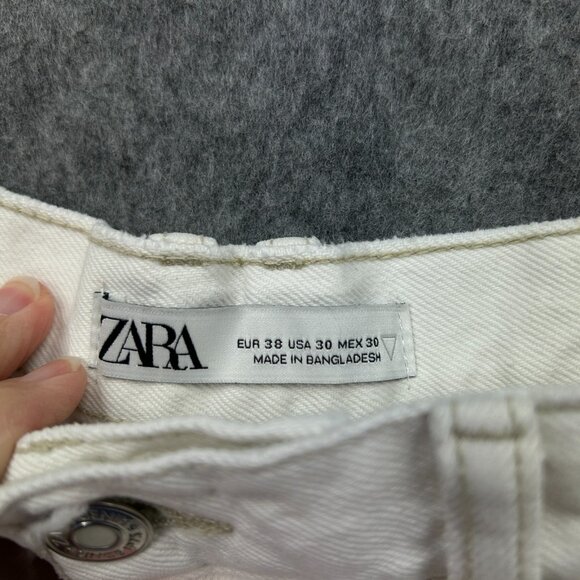 ZARA
EUR 38 USA 30 MEX 30
MADE IN BANGLADESH